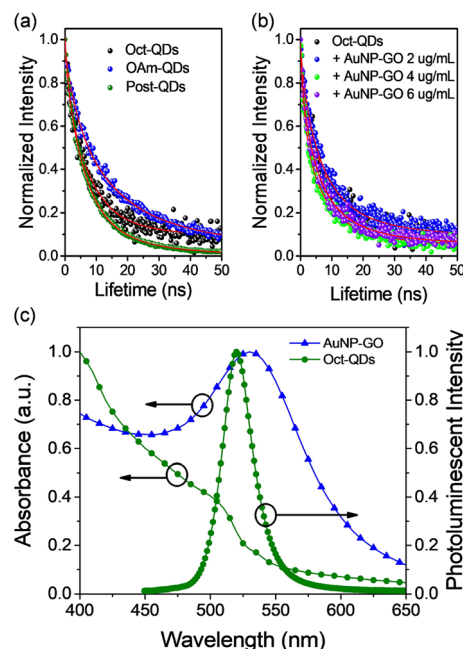 (a)
Oct-QDs
OAm-QDs
Post-QDs
Normalized Intensity
1.0
0.8
0.6
0.4
0.2
0.0
0 10 20 30 40 50
Lifetime (ns)
(b)
Oct-QDs
+ AuNP-GO 2 ug/mL
+ AuNP-GO 4 ug/mL
+ AuNP-GO 6 ug/mL
Normalized Intensity
1.0
0.8
0.6
0.4
0.2
0.0
0 10 20 30 40 50
Lifetime (ns)
(c)
AuNP-GO
Oct-QDs
Absorbance (a.u.)
1.0
0.8
0.6
0.4
0.2
0.0
Photoluminescent Intensity
1.0
0.8
0.6
0.4
0.2
0.0
400 450 500 550 600 650
Wavelength (nm)